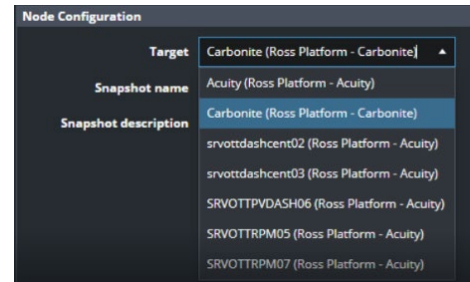 Node Configuration
Target
Carbonite (Ross Platform - Carbonite)
Snapshot name
Acuity (Ross Platform - Acuity)
Carbonite (Ross Platform - Carbonite)
Snapshot description
srvottdashcent02 (Ross Platform - Acuity)
srvottdashcent03 (Ross Platform - Acuity)
SRVOTTPVDASH06 (Ross Platform - Acuity)
SRVOTTRPM05 (Ross Platform - Acuity)
SRVOTTRPM07 (Ross Platform - Acuity)